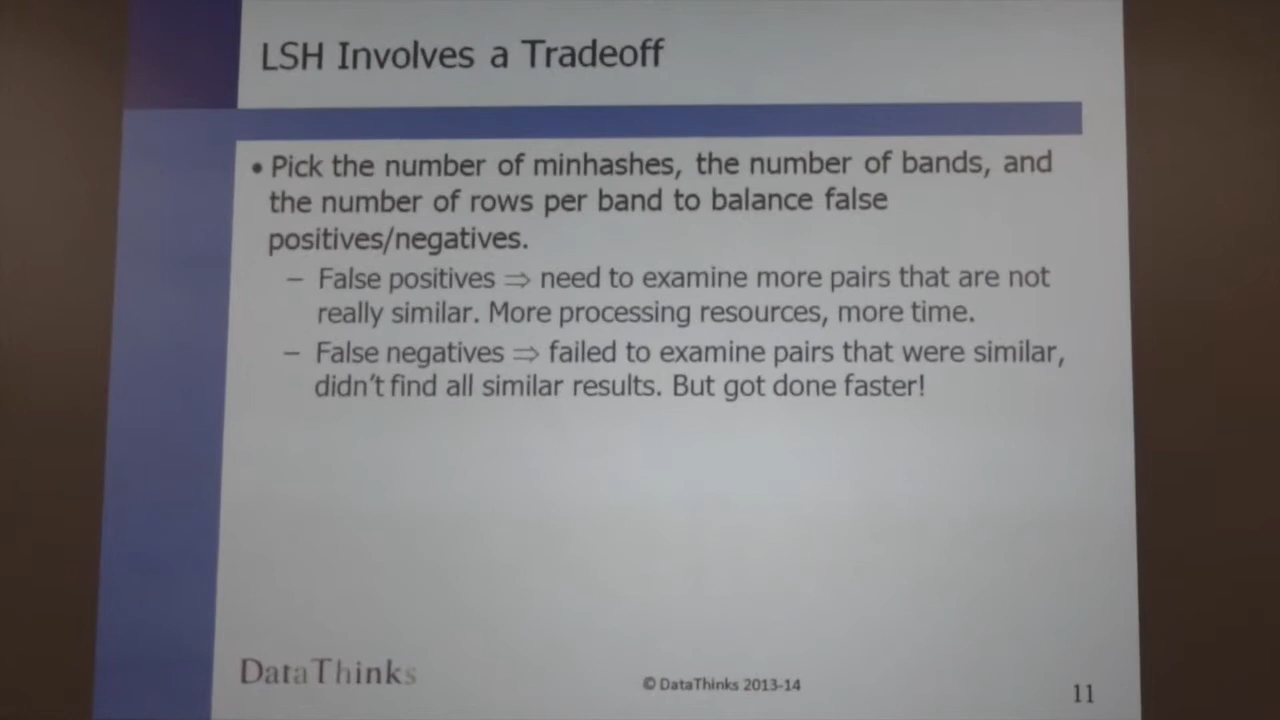 LSH Involves a Tradeoff
• Pick the number of minhashes, the number of bands, and
the number of rows per band to balance false
positives/negatives.
– False positives ⇒ need to examine more pairs that are not
really similar. More processing resources, more time.
– False negatives ⇒ failed to examine pairs that were similar,
didn't find all similar results. But got done faster!
DataThinks
© DataThinks 2013-14
11